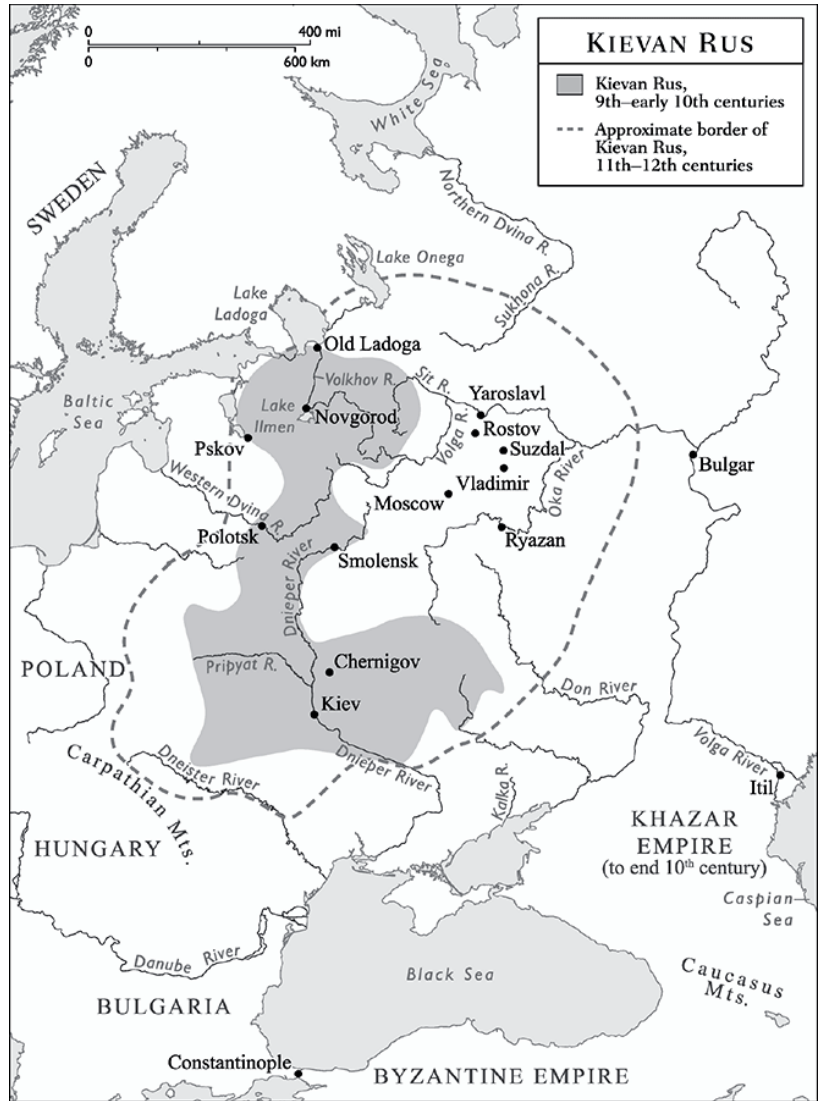 0 400 mi
0 600 km
KIEVAN RUS
Kievan Rus,
9th–early 10th centuries
Approximate border of
Kievan Rus,
11th–12th centuries
White Sea
SWEDEN
Northern Dvina R.
Lake Onega
Sukhona R.
Lake
Ladoga
Old Ladoga
Volkhov R.
Sit R.
Yaroslavl
Baltic
Sea
Lake
Ilmen
Novgorod
Volga R.
Rostov
Pskov
Suzdal
Bulgar
Vladimir
Oka River
Western Dvina R.
Moscow
Polotsk
Ryazan
Smolensk
Dnieper River
POLAND
Pripyat R.
Chernigov
Don River
Kiev
Dneister River
Dnieper River
Volga River
Carpathian Mts.
Kalka R.
Itil
KHAZAR
EMPIRE
(to end 10th century)
HUNGARY
Caspian
Sea
Danube River
Black Sea
Caucasus
Mts.
BULGARIA
Constantinople
BYZANTINE EMPIRE